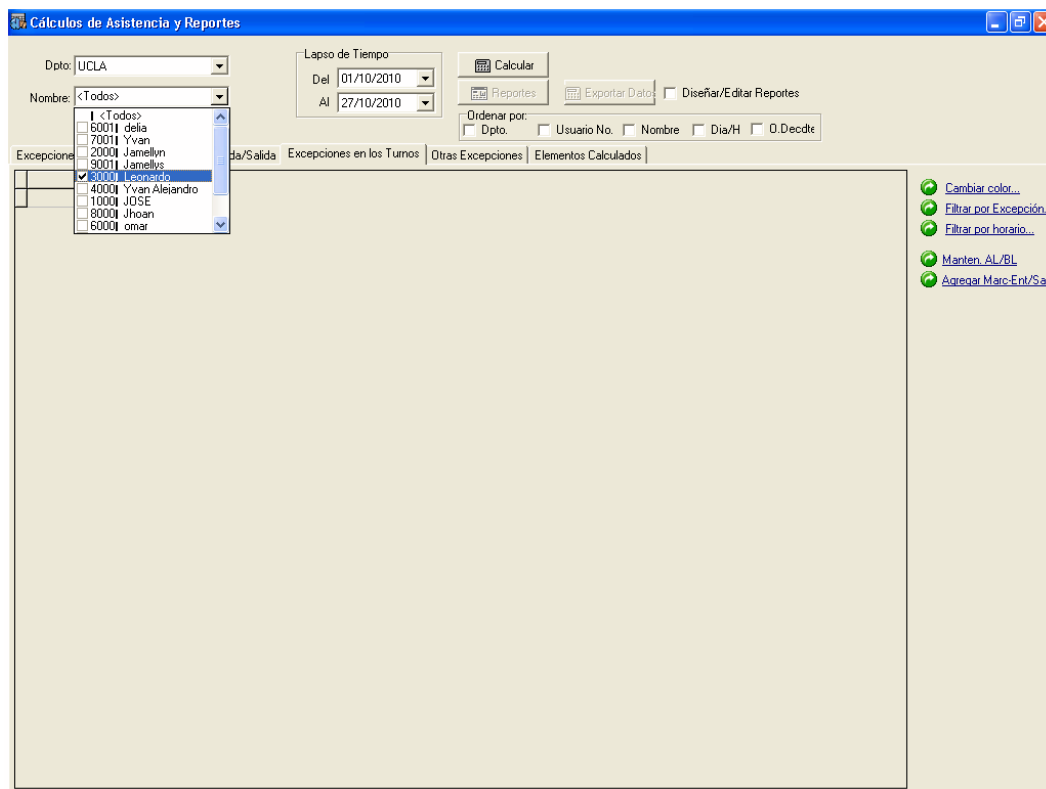 Cálculos de Asistencia y Reportes
Dpto: UCLA
Nombre: <Todos>
Lapso de Tiempo
Del 01/10/2010
Al 27/10/2010
Calcular
Reportes
Exportar Datos
Diseñar/Editar Reportes
Ordenar por:
Dpto. Usuario No. Nombre Dia/H O.Decdte
<Todos>
6001 delia
7001 Yvan
2000 Jamellyn
9001 Jamellys
3000 Leonardo
4000 Yvan Alejandro
1000 JOSE
8000 Jhoan
6000 omar
Excepcione da/Salida Excepciones en los Turnos Otras Excepciones Elementos Calculados
Cambiar color...
Filtrar por Excepción.
Filtrar por horario...
Manten. AL/BL
Agregar Marc-Ent/Sa